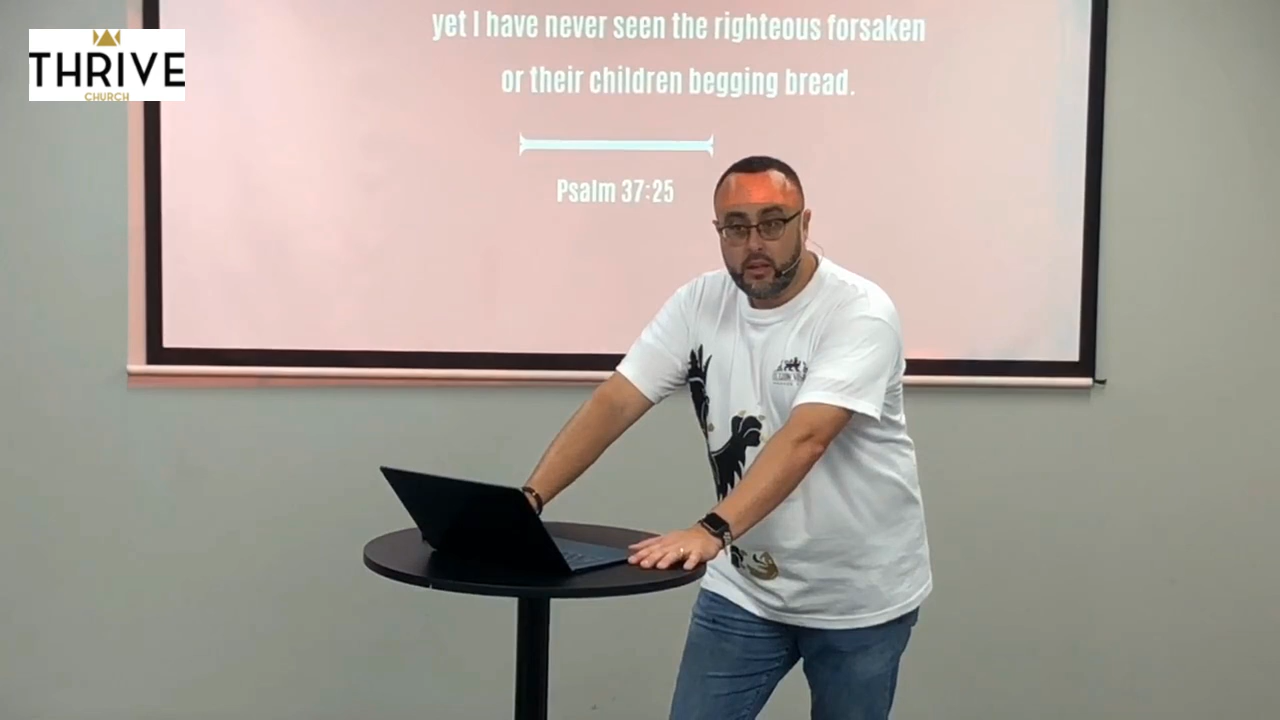 THRIVE
CHURCH
yet I have never seen the righteous forsaken
or their children begging bread.
Psalm 37:25